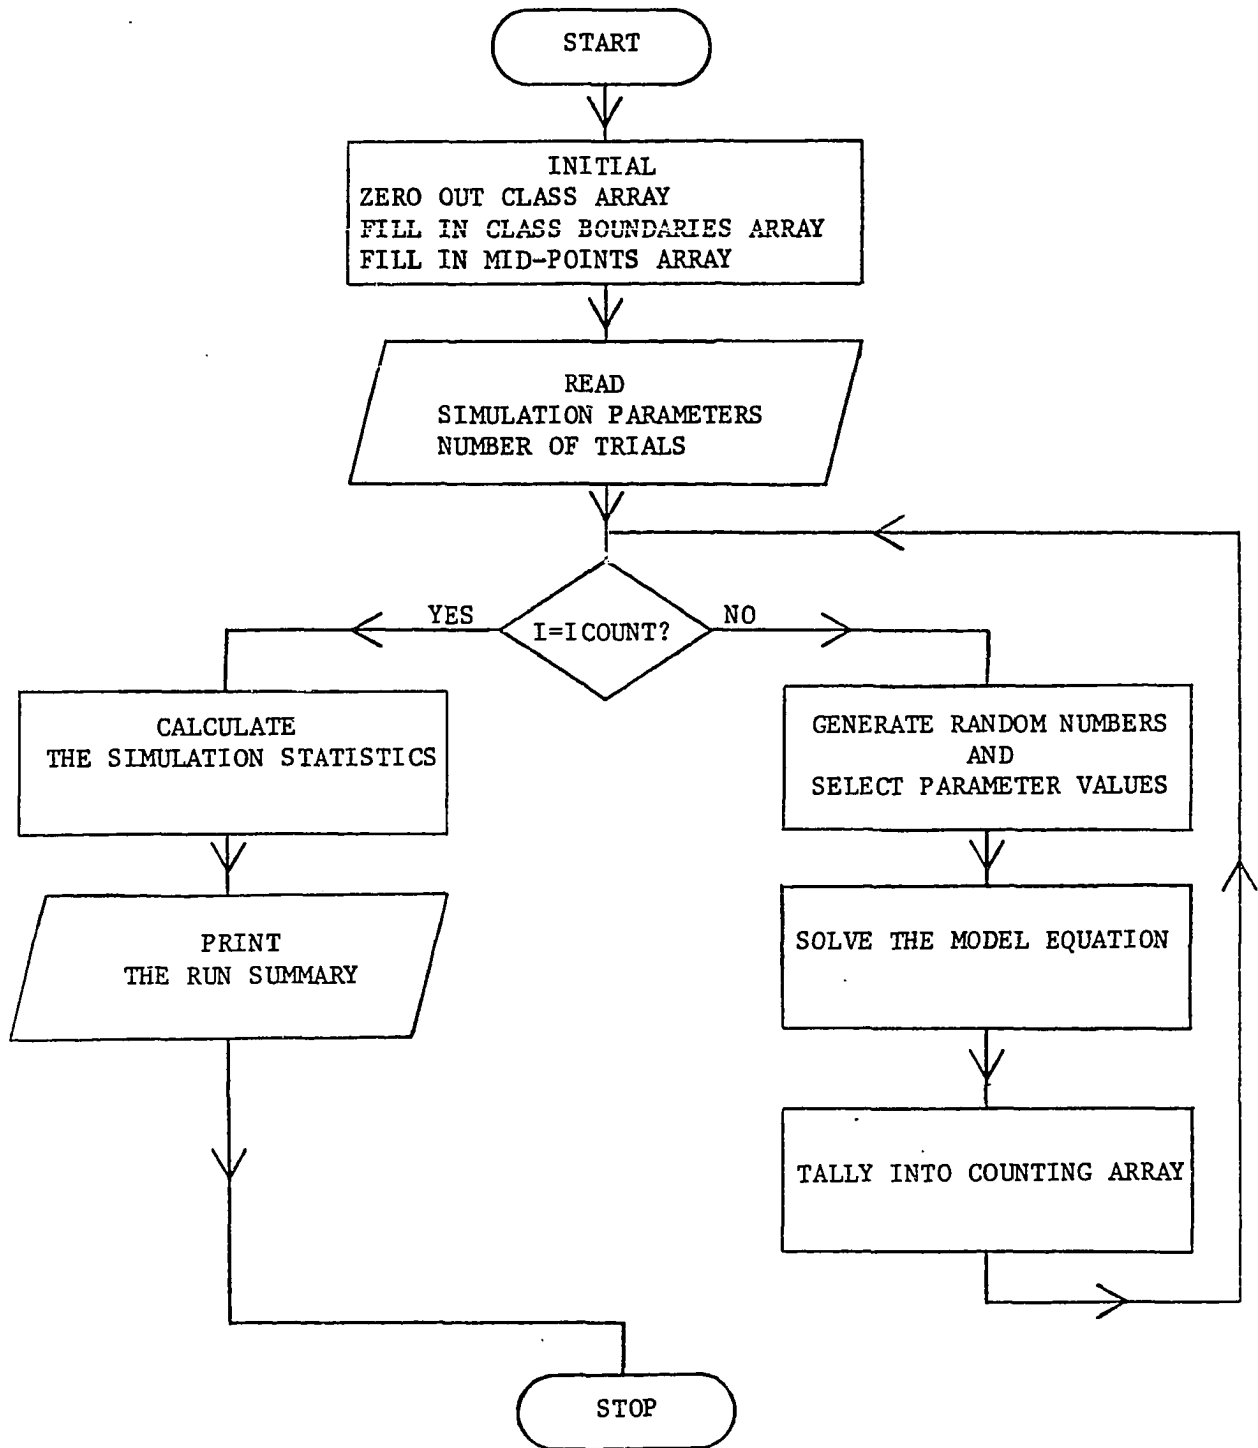 START
INITIAL
ZERO OUT CLASS ARRAY
FILL IN CLASS BOUNDARIES ARRAY
FILL IN MID-POINTS ARRAY
READ
SIMULATION PARAMETERS
NUMBER OF TRIALS
YES
I=ICOUNT?
NO
CALCULATE
THE SIMULATION STATISTICS
PRINT
THE RUN SUMMARY
GENERATE RANDOM NUMBERS
AND
SELECT PARAMETER VALUES
SOLVE THE MODEL EQUATION
TALLY INTO COUNTING ARRAY
STOP